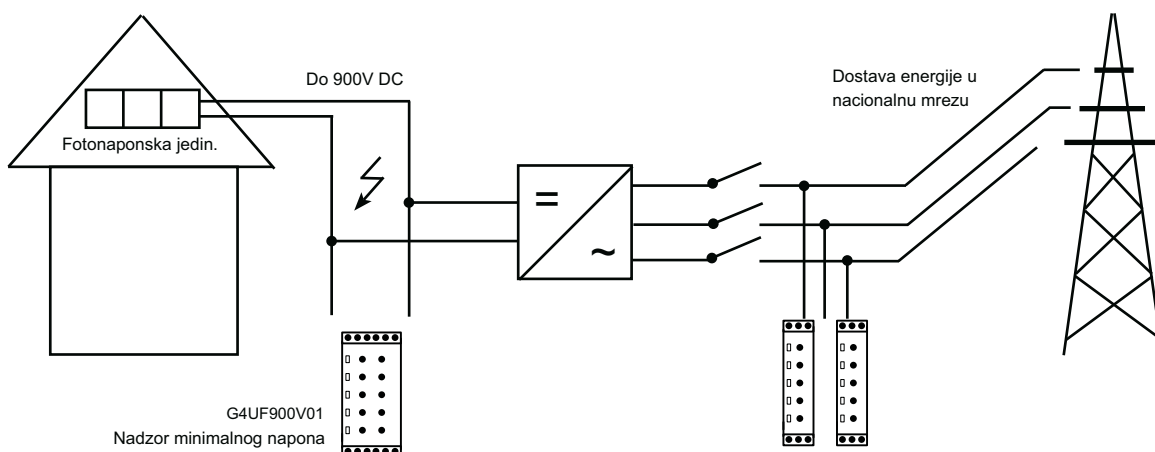 Do 900V DC
Dostava energije u
nacionalnu mrezu
Fotonaponska jedin.
=
~
G4UF900V01
Nadzor minimalnog napona